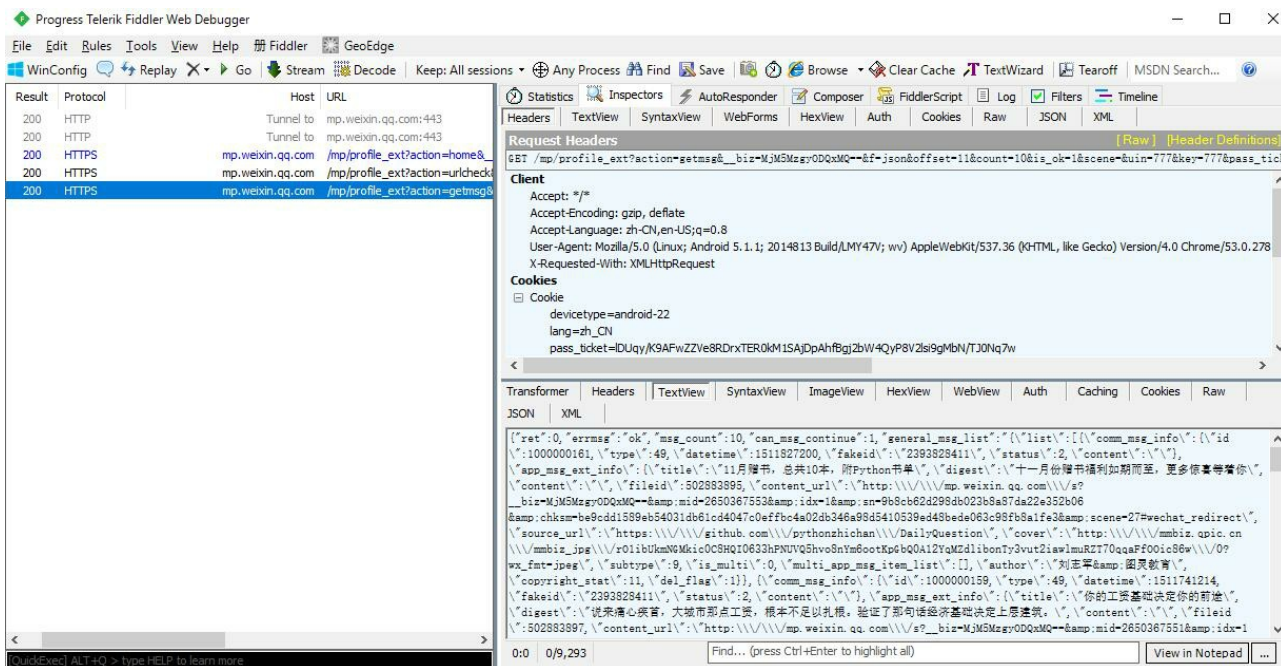 Progress Telerik Fiddler Web Debugger
File Edit Rules Tools View Help Fiddler GeoEdge
WinConfig Replay Go Stream Decode Keep: All sessions Any Process Find Save Browse Clear Cache TextWizard Tearoff MSDN Search...
Result Protocol Host URL
200 HTTP Tunnel to mp.weixin.qq.com:443
200 HTTP Tunnel to mp.weixin.qq.com:443
200 HTTPS mp.weixin.qq.com /mp/profile_ext?action=home&_
200 HTTPS mp.weixin.qq.com /mp/profile_ext?action=urlcheck
200 HTTPS mp.weixin.qq.com /mp/profile_ext?action=getmsg&
[QuickExec] ALT+Q > type HELP to learn more
Statistics Inspectors AutoResponder Composer FiddlerScript Log Filters Timeline
Headers TextView SyntaxView WebForms HexView Auth Cookies Raw JSON XML
Request Headers [Raw] [Header Definitions]
GET /mp/profile_ext?action=getmsg&__biz=MjM5MzgyODQxMQ==&f=json&offset=11&count=10&is_ok=1&scene=&uin=777&key=777&pass_tic
Client
Accept: */*
Accept-Encoding: gzip, deflate
Accept-Language: zh-CN,en-US;q=0.8
User-Agent: Mozilla/5.0 (Linux; Android 5.1.1; 2014813 Build/LMY47V; wv) AppleWebKit/537.36 (KHTML, like Gecko) Version/4.0 Chrome/53.0.278
X-Requested-With: XMLHttpRequest
Cookies
Cookie
devicetype=android-22
lang=zh_CN
pass_ticket=lDUqy/K9AFwZZVe8RDrxTER0kM1SAjDpAhfBgj2bW4QyP8V2lsi9gMbN/TJ0Nq7w
Transformer Headers TextView SyntaxView ImageView HexView WebView Auth Caching Cookies Raw
JSON XML
{"ret":0,"errmsg":"ok","msg_count":10,"can_msg_continue":1,"general_msg_list":"{\"list\":[{\"comm_msg_info\":{\"id
\":1000000161,\"type\":49,\"datetime\":1511827200,\"fakeid\":\"2393828411\",\"status\":2,\"content\":\"\"},
\"app_msg_ext_info\":{\"title\":\"11月赠书，总共10本，附Python书单\",\"digest\":\"十一月份赠书福利如期而至，更多惊喜等着你\",
\"content\":\"\",\"fileid\":502883895,\"content_url\":\"http:\\/\\/mp.weixin.qq.com\\/s?
__biz=MjM5MzgyODQxMQ==&amp;mid=2650367553&amp;idx=1&amp;sn=9b8cb62d298db023b8a87da22e352b06
&amp;chksm=be9cdd1589eb54031db61cd4047c0effbc4a02db346a98d5410539ed48bede063c98fb8a1fe3&amp;scene=27#wechat_redirect\",
\"source_url\":\"https:\\/\\/github.com\\/pythonzhichan\\/DailyQuestion\",\"cover\":\"http:\\/\\/mmbiz.qpic.cn
wx_fmt=jpeg\",\"subtype\":9,\"is_multi\":0,\"multi_app_msg_item_list\":[],\"author\":\"刘志军&amp;图灵教育\",
\"copyright_stat\":11,\"del_flag\":1}},{\"comm_msg_info\":{\"id\":1000000159,\"type\":49,\"datetime\":1511741214,
\"fakeid\":\"2393828411\",\"status\":2,\"content\":\"\"},\"app_msg_ext_info\":{\"title\":\"你的工资基础决定你的前途\",
\"digest\":\"说来痛心疾首，大城市那点工资，根本不足以扎根。验证了那句话经济基础决定上层建筑。\",\"content\":\"\",\"fileid
\":502883897,\"content_url\":\"http:\\/\\/mp.weixin.qq.com\\/s?__biz=MjM5MzgyODQxMQ==&amp;mid=2650367551&amp;idx=1
0:0 0/9,293 Find... (press Ctrl+Enter to highlight all) View in Notepad ...